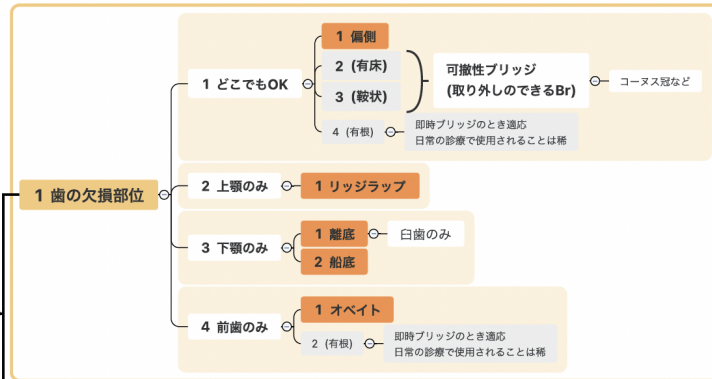 1 歯の欠損部位
1 どこでもOK
1 偏側
2 (有床)
3 (鞍状)
可撤性ブリッジ
(取り外しのできるBr)
コーヌス冠など
4 (有根)
即時ブリッジのとき適応
日常の診療で使用されることは稀
2 上顎のみ
1 リッジラップ
3 下顎のみ
1 離底
臼歯のみ
2 船底
4 前歯のみ
1 オベイト
2 (有根)
即時ブリッジのとき適応
日常の診療で使用されることは稀